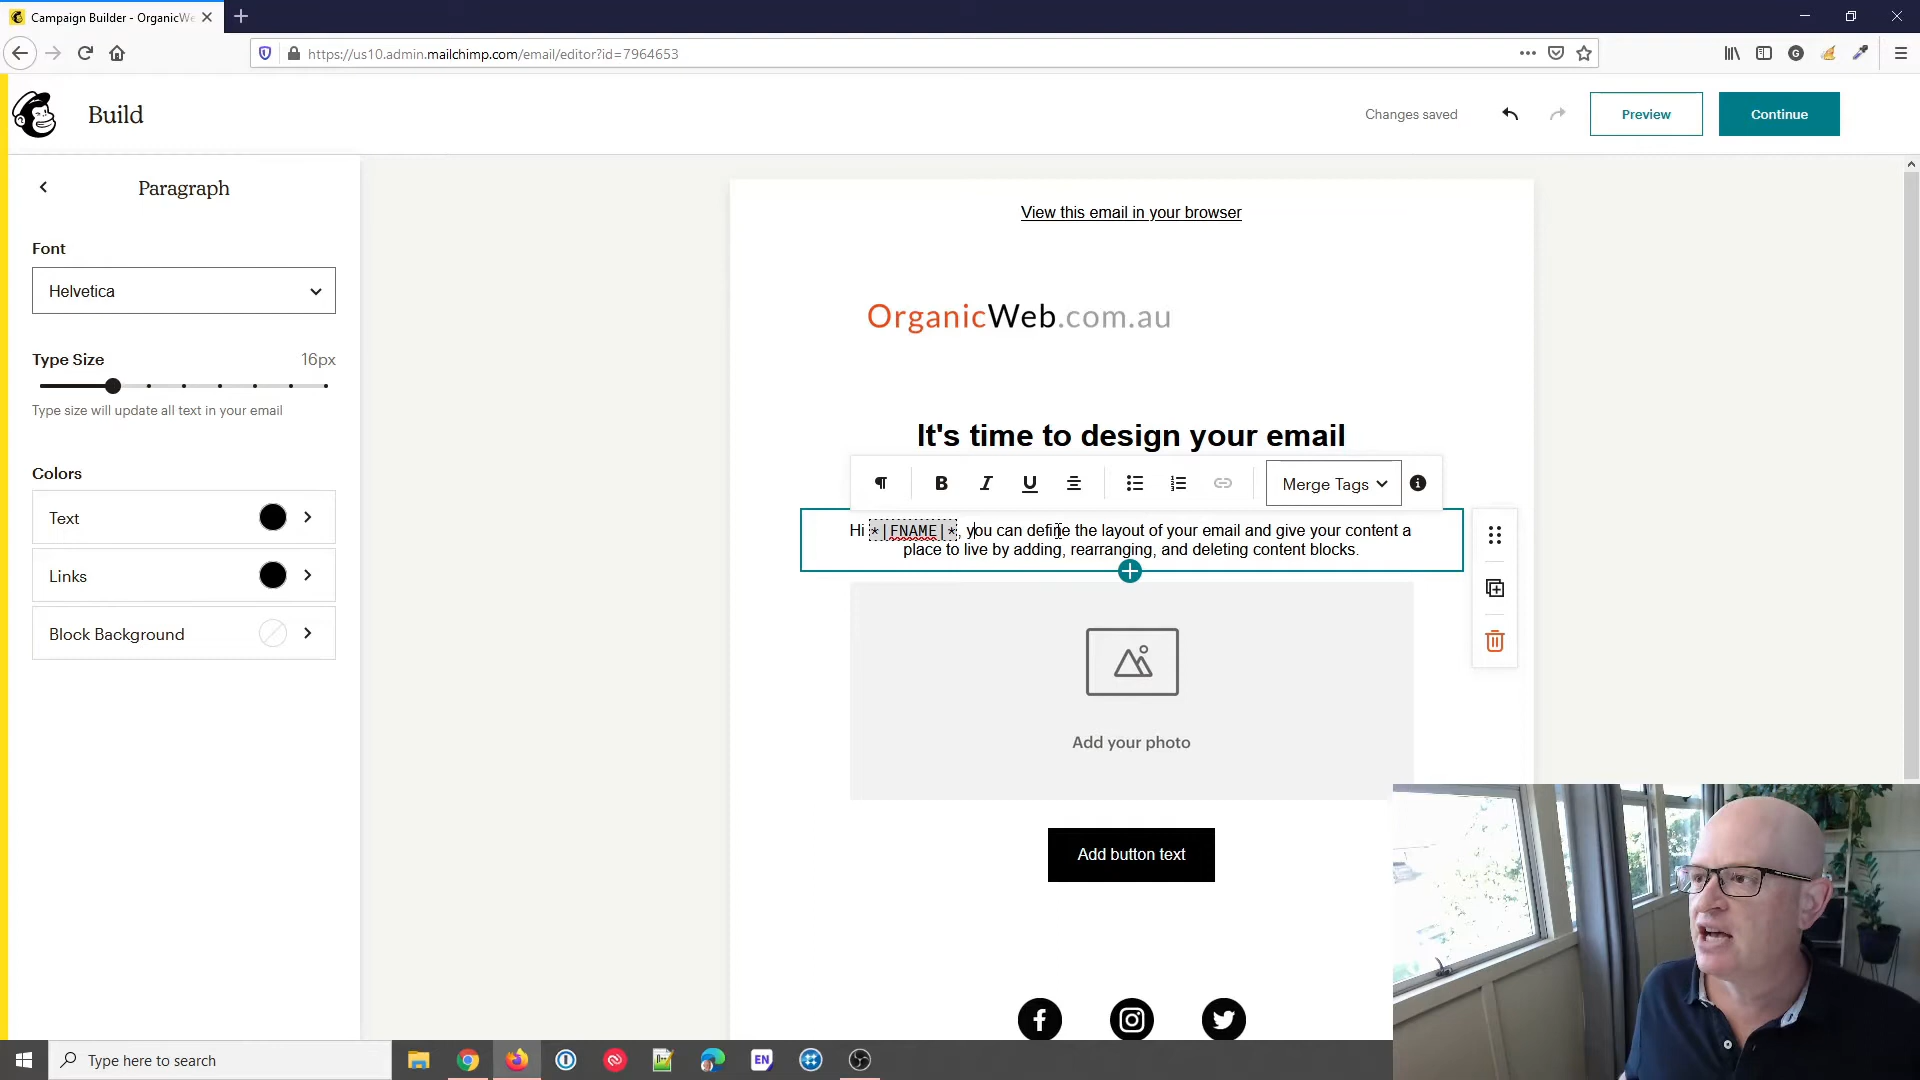 Campaign Builder - OrganicWe
https://us10.admin.mailchimp.com/email/editor?id=7964653
Build
Changes saved
Preview
Continue
Paragraph
Font
Helvetica
Type Size
16px
Type size will update all text in your email
Colors
Text
Links
Block Background
View this email in your browser
OrganicWeb.com.au
It's time to design your email
Merge Tags
Hi *|FNAME|*, you can define the layout of your email and give your content a
place to live by adding, rearranging, and deleting content blocks.
Add your photo
Add button text
Type here to search
EN